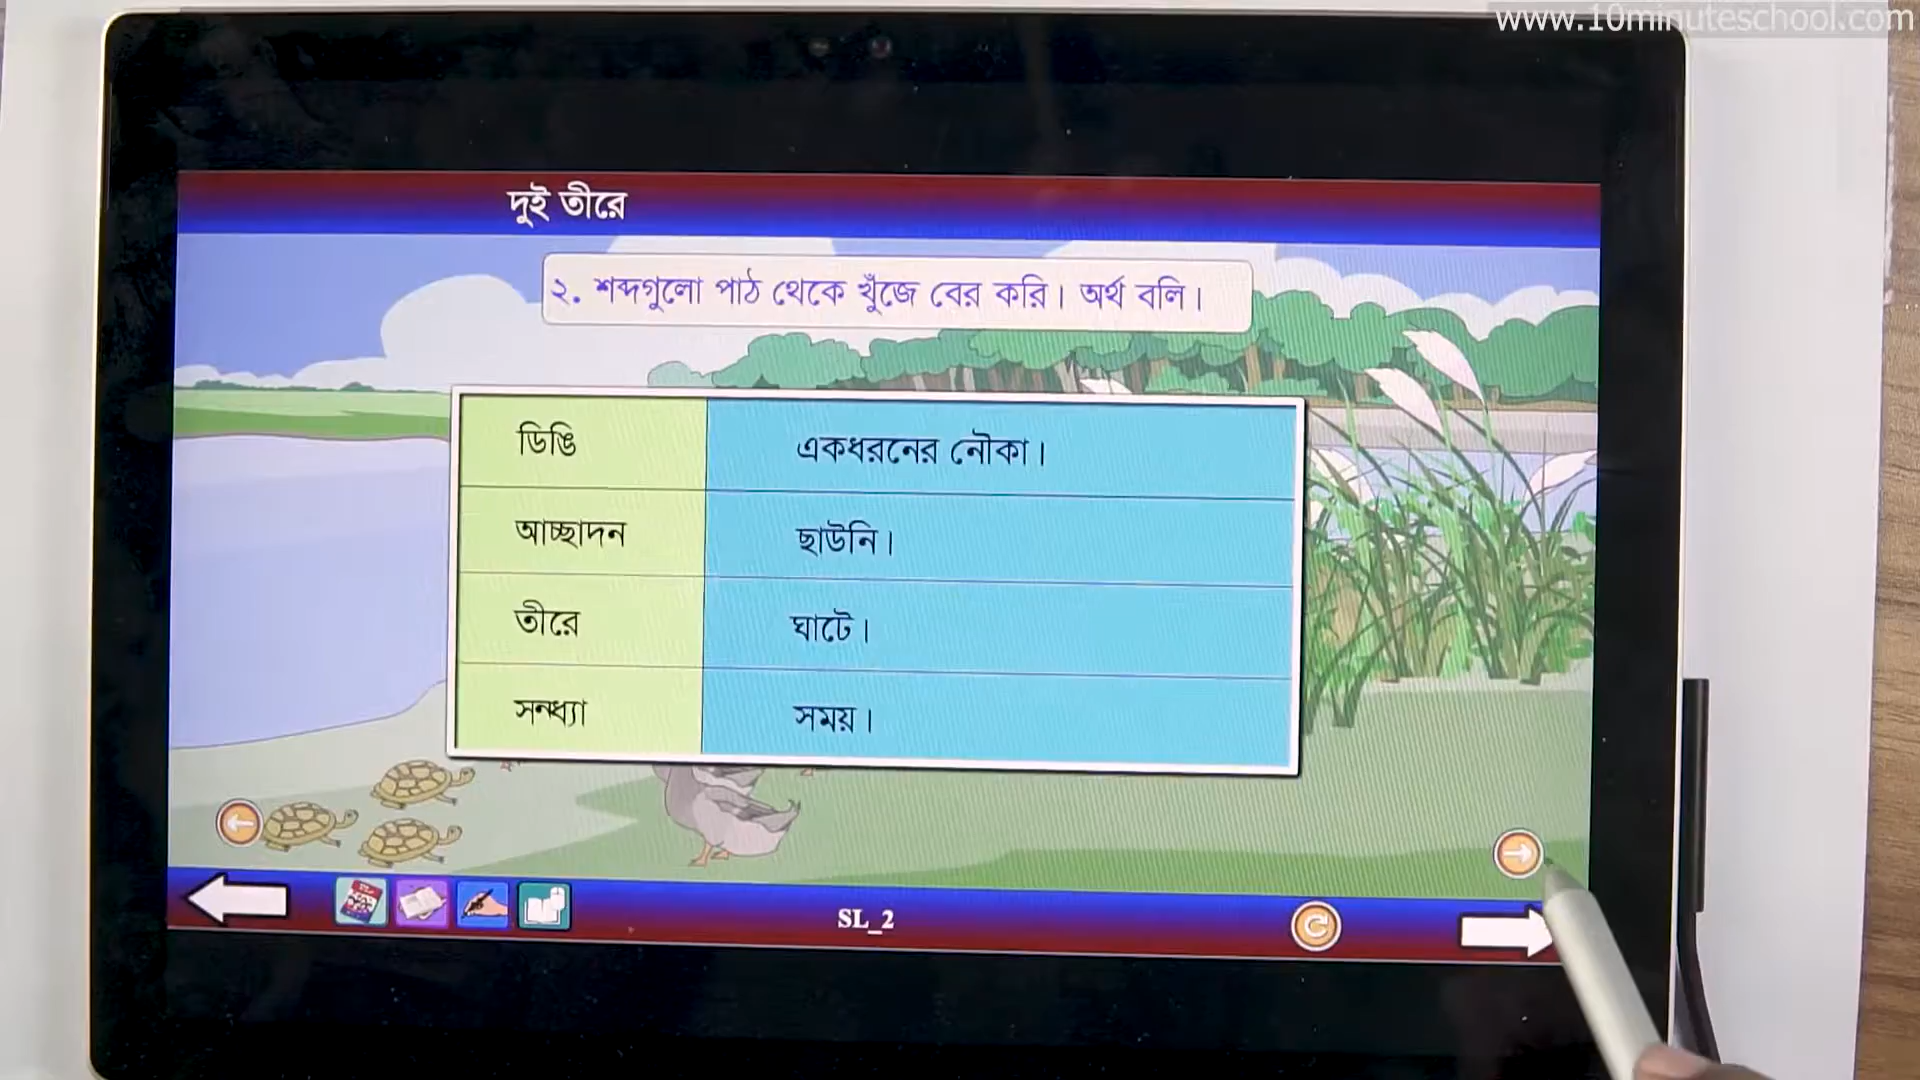 www.10minuteschool.com
দুই তীরে
২. শব্দগুলো পাঠ থেকে খুঁজে বের করি। অর্থ বলি।
ডিঙি একধরনের নৌকা।
আচ্ছাদন ছাউনি।
তীরে ঘাটে।
সন্ধ্যা সময়।
SL_2